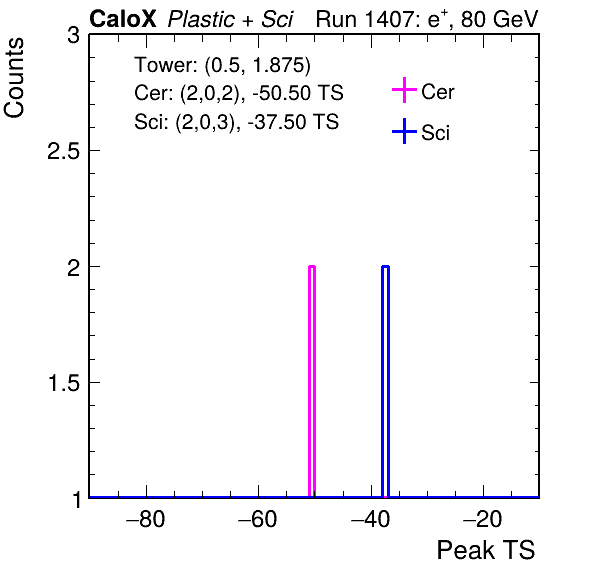 CaloX Plastic + Sci Run 1407: e⁺, 80 GeV
Counts
Tower: (0.5, 1.875)
Cer: (2,0,2), -50.50 TS
Sci: (2,0,3), -37.50 TS
Cer
Sci
3
2.5
2
1.5
1
−80 −60 −40 −20
Peak TS